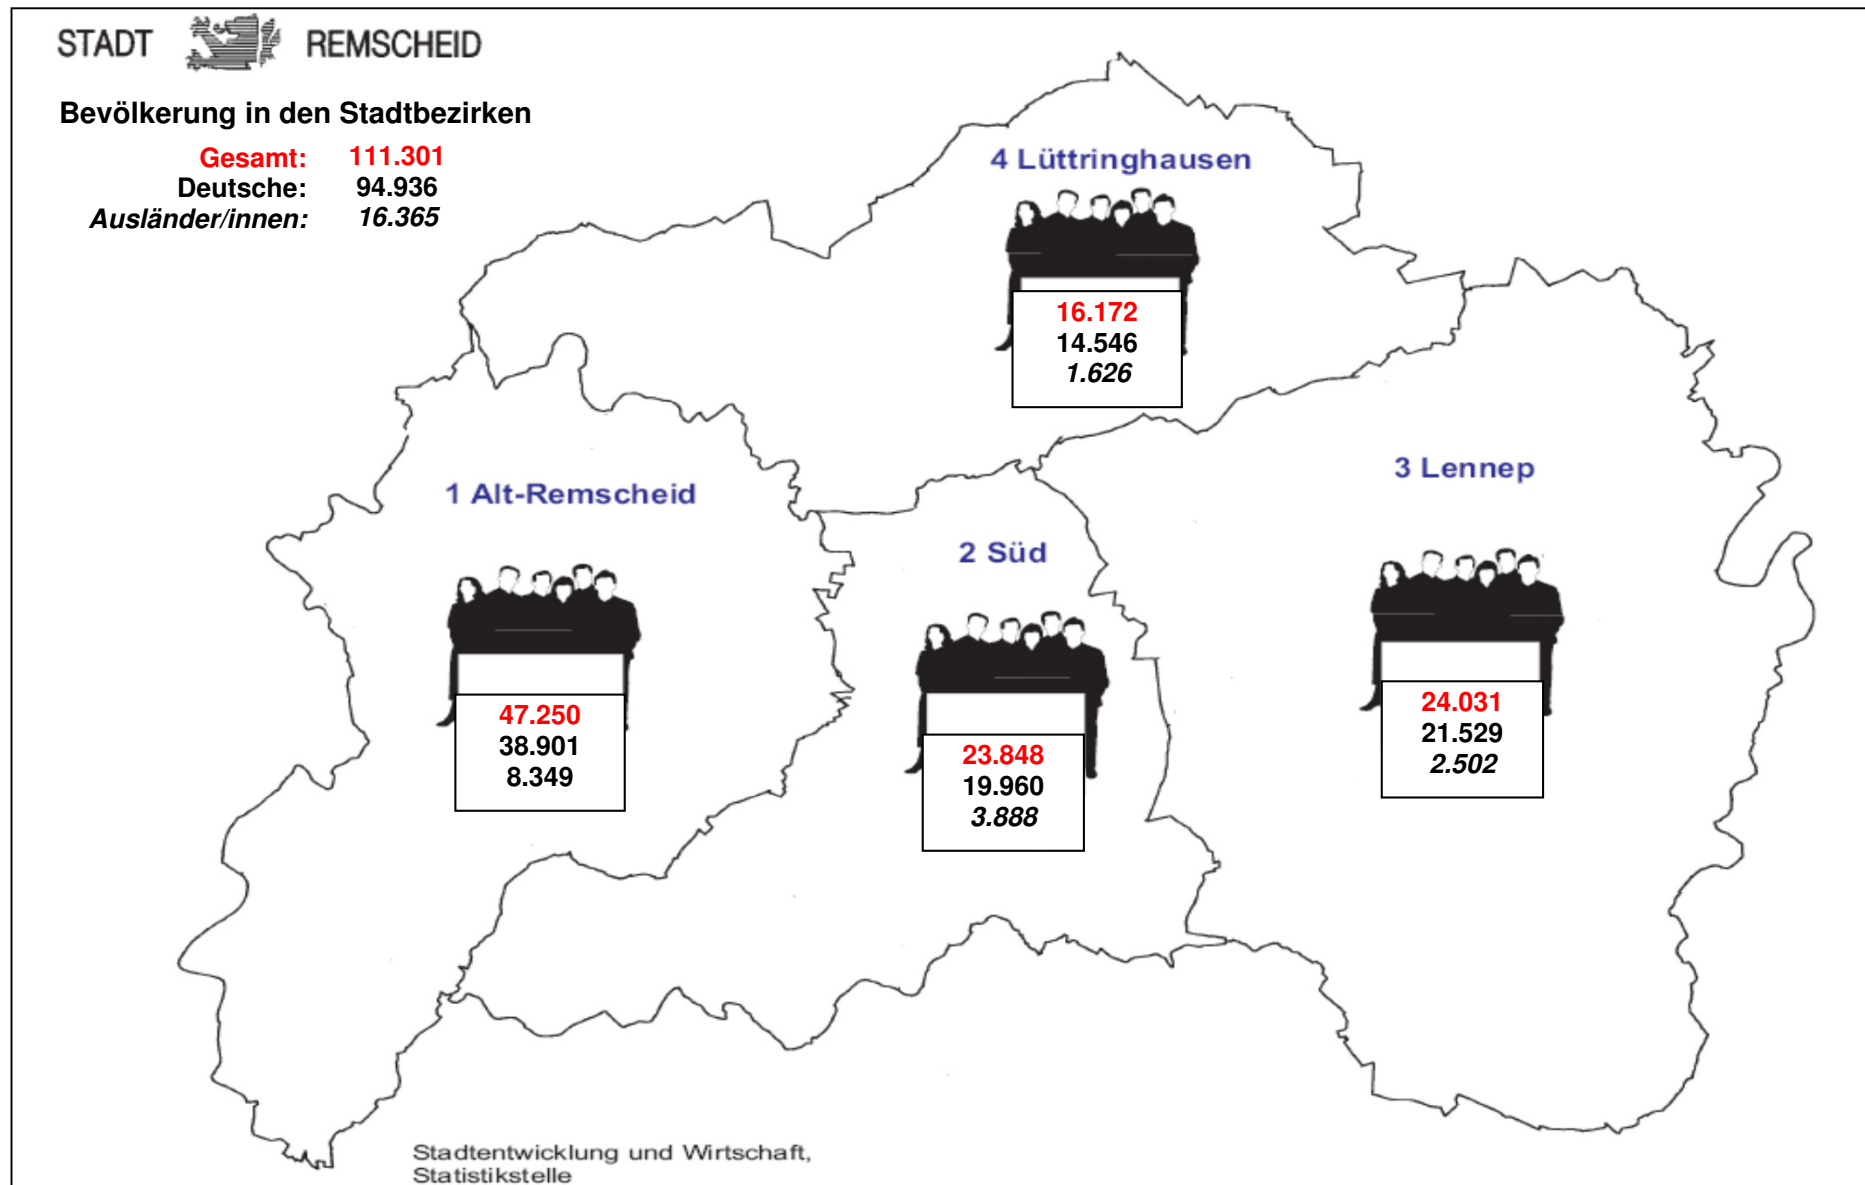 STADT REMSCHEID
Bevölkerung in den Stadtbezirken
Gesamt: 111.301
Deutsche: 94.936
Ausländer/innen: 16.365
4 Lüttringhausen
16.172
14.546
1.626
3 Lennep
24.031
21.529
2.502
1 Alt-Remscheid
47.250
38.901
8.349
2 Süd
23.848
19.960
3.888
Stadtentwicklung und Wirtschaft,
Statistikstelle